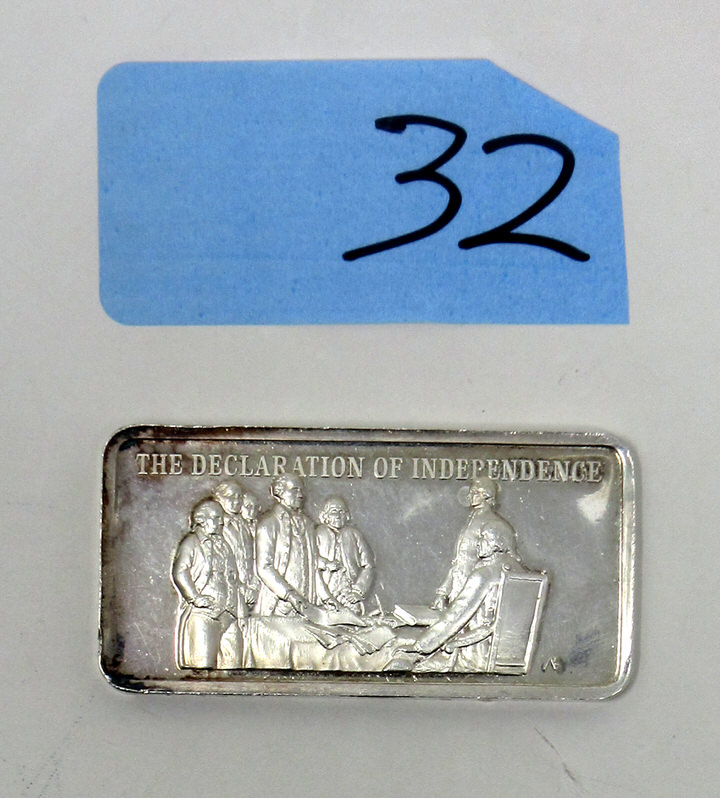 32
THE DECLARATION OF INDEPENDENCE